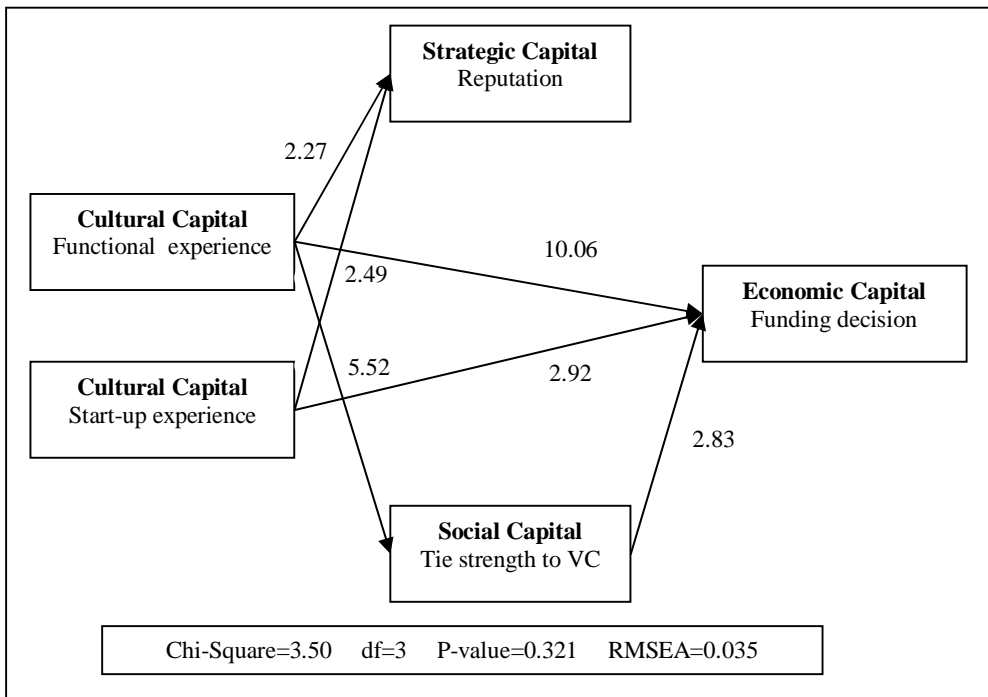 Strategic Capital
Reputation
2.27
Cultural Capital
Functional experience
10.06
2.49
Economic Capital
Funding decision
5.52
2.92
Cultural Capital
Start-up experience
2.83
Social Capital
Tie strength to VC
Chi-Square=3.50 df=3 P-value=0.321 RMSEA=0.035